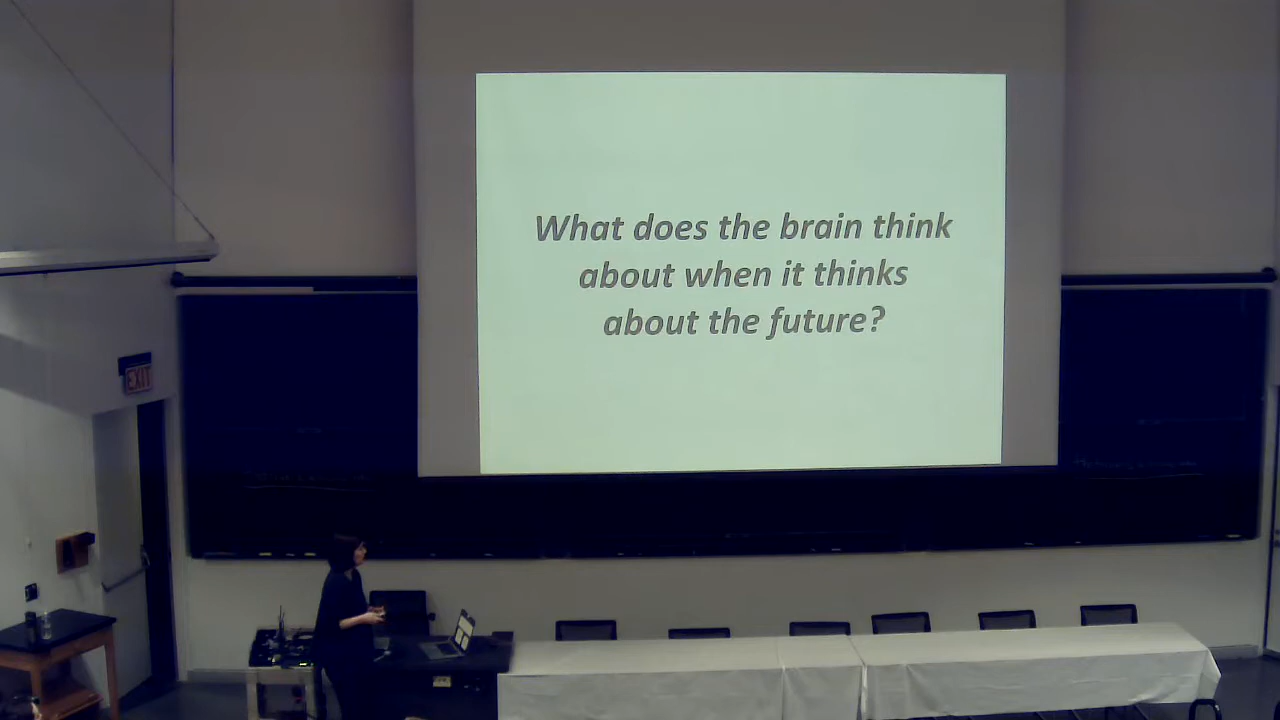 What does the brain think
about when it thinks
about the future?
EXIT